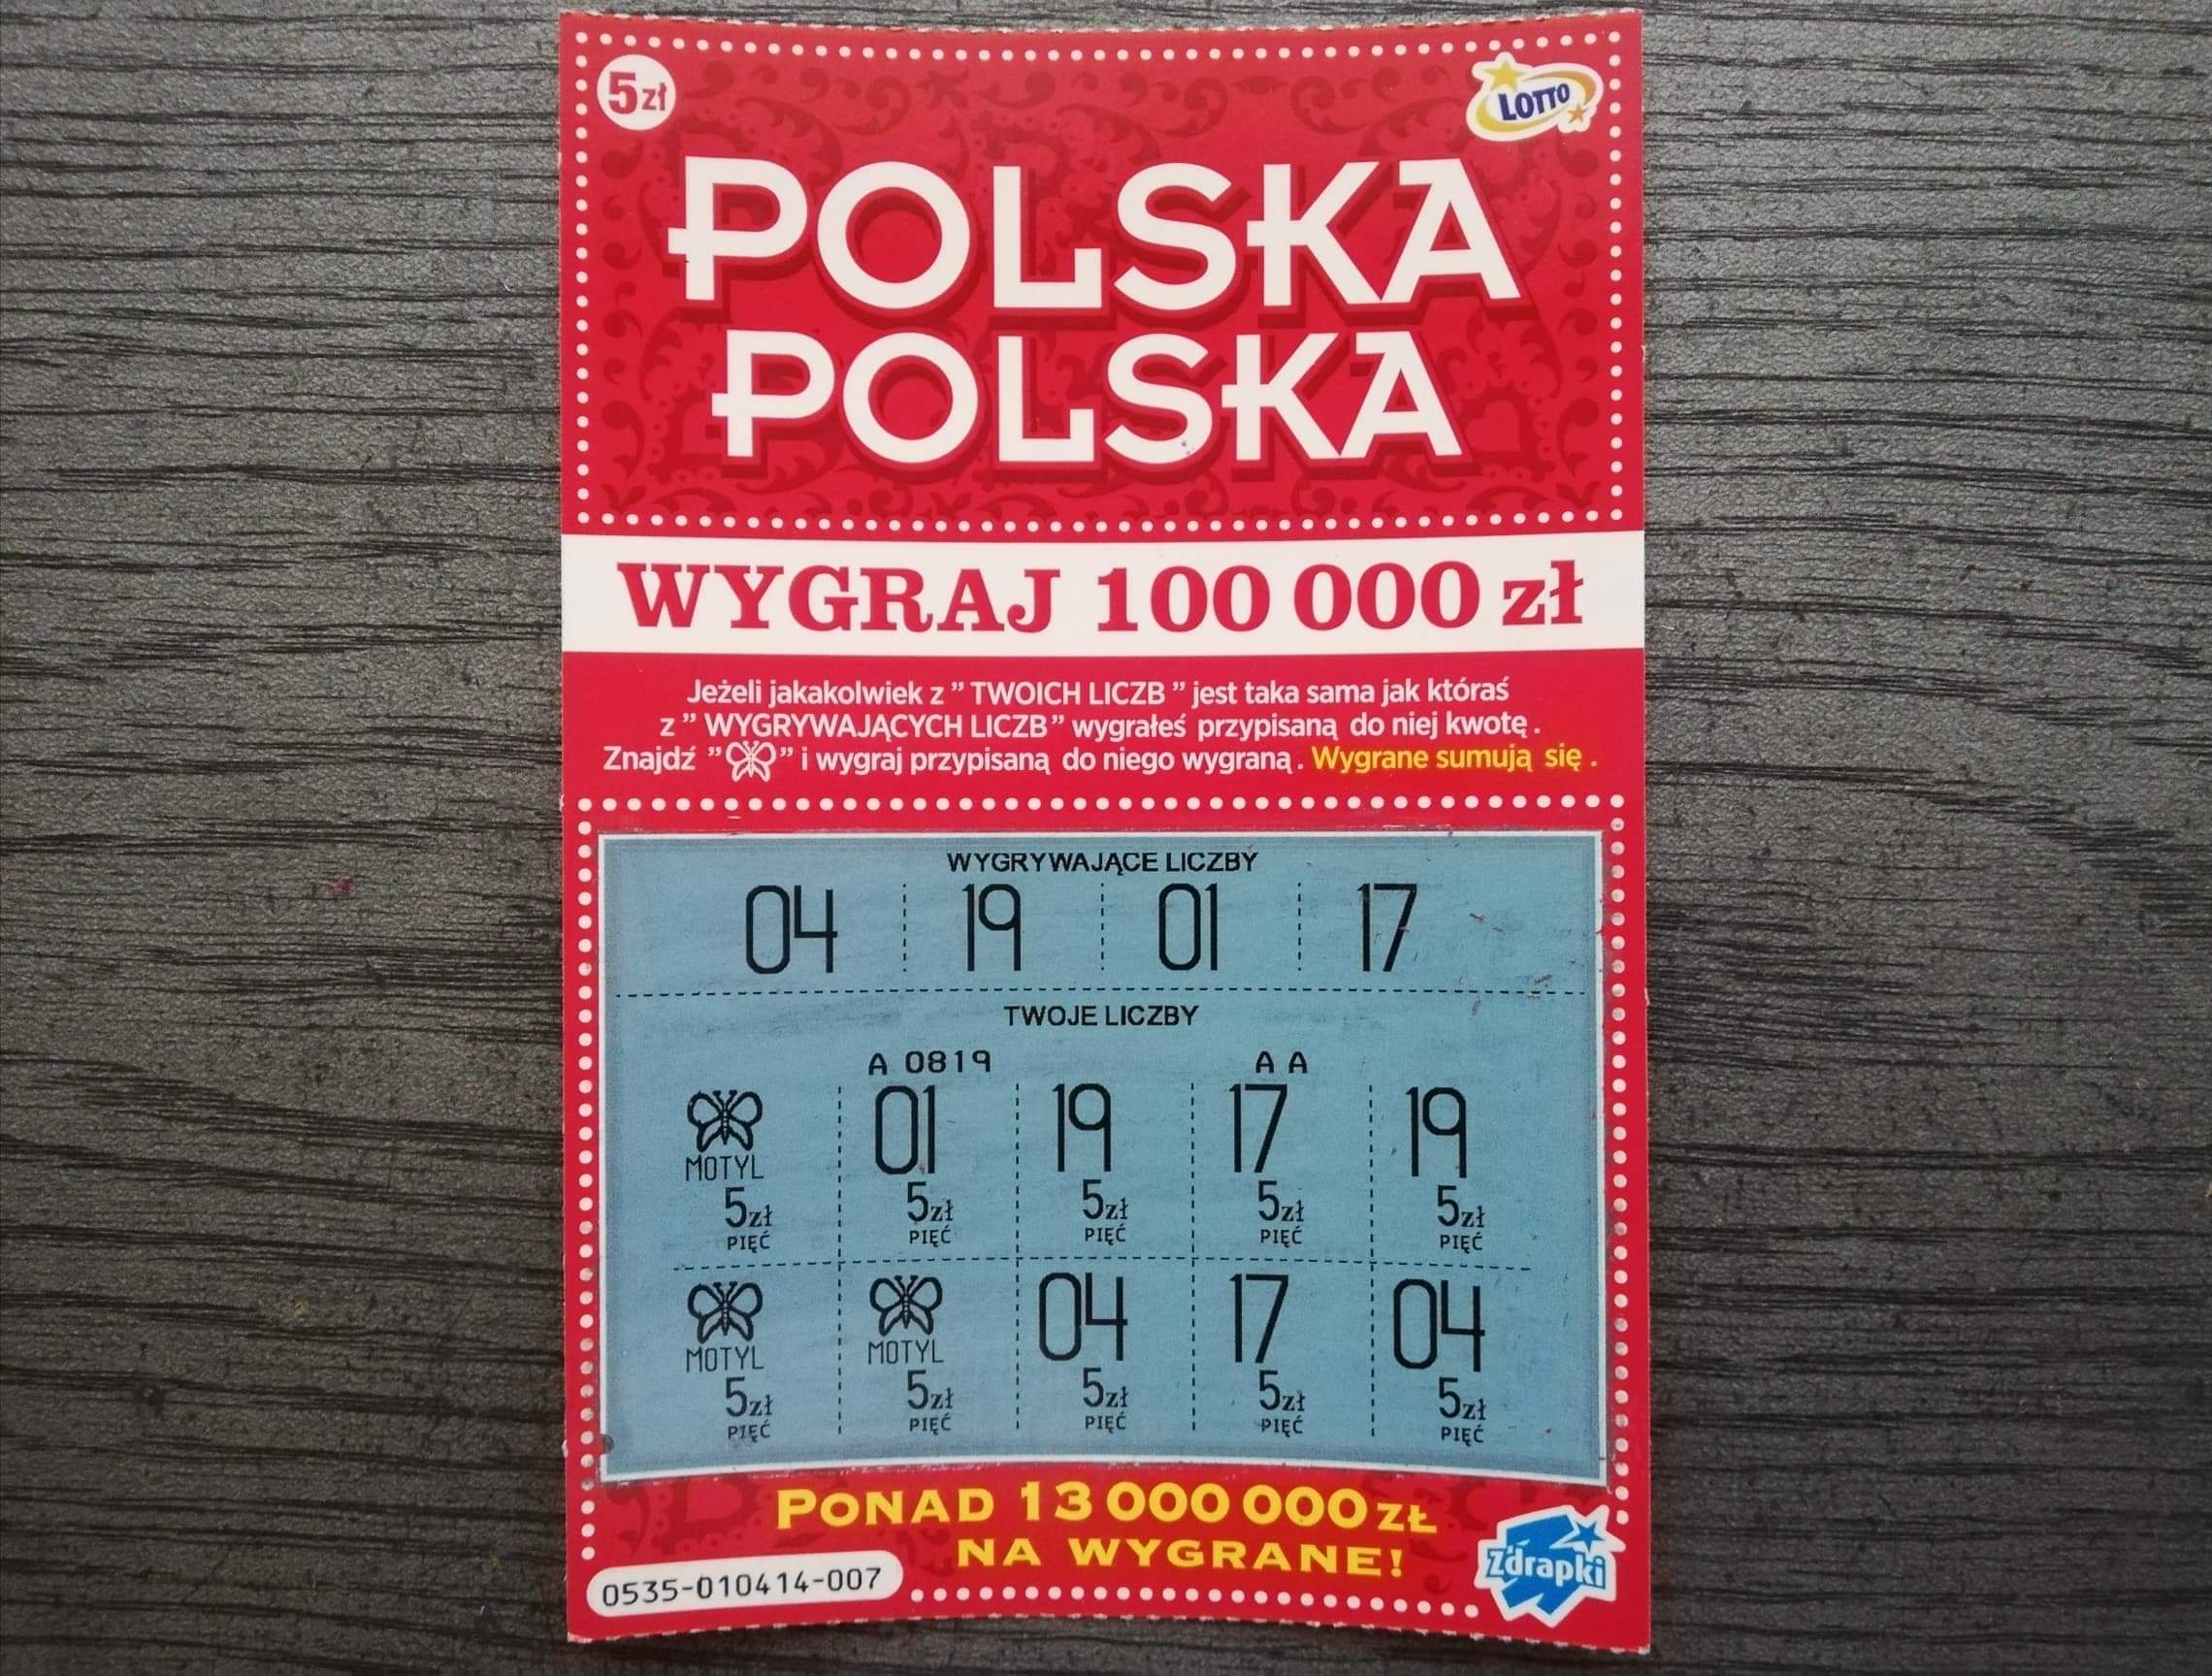 5zł
LOTTO
POLSKA
POLSKA
WYGRAJ 100 000 zł
Jeżeli jakakolwiek z ” TWOICH LICZB ” jest taka sama jak któraś
z ” WYGRYWAJĄCYCH LICZB” wygrałeś przypisaną do niej kwotę.
Znajdź ” ” i wygraj przypisaną do niego wygraną. Wygrane sumują się.
WYGRYWAJĄCE LICZBY
04 19 01 17
TWOJE LICZBY
A 0819 A A
01 19 17 19
MOTYL
5zł 5zł 5zł 5zł 5zł
PIĘĆ PIĘĆ PIĘĆ PIĘĆ PIĘĆ
04 17 04
MOTYL MOTYL
5zł 5zł 5zł 5zł 5zł
PIĘĆ PIĘĆ PIĘĆ PIĘĆ PIĘĆ
PONAD 13 000 000 ZŁ
NA WYGRANE!
0535-010414-007
Zdrapki